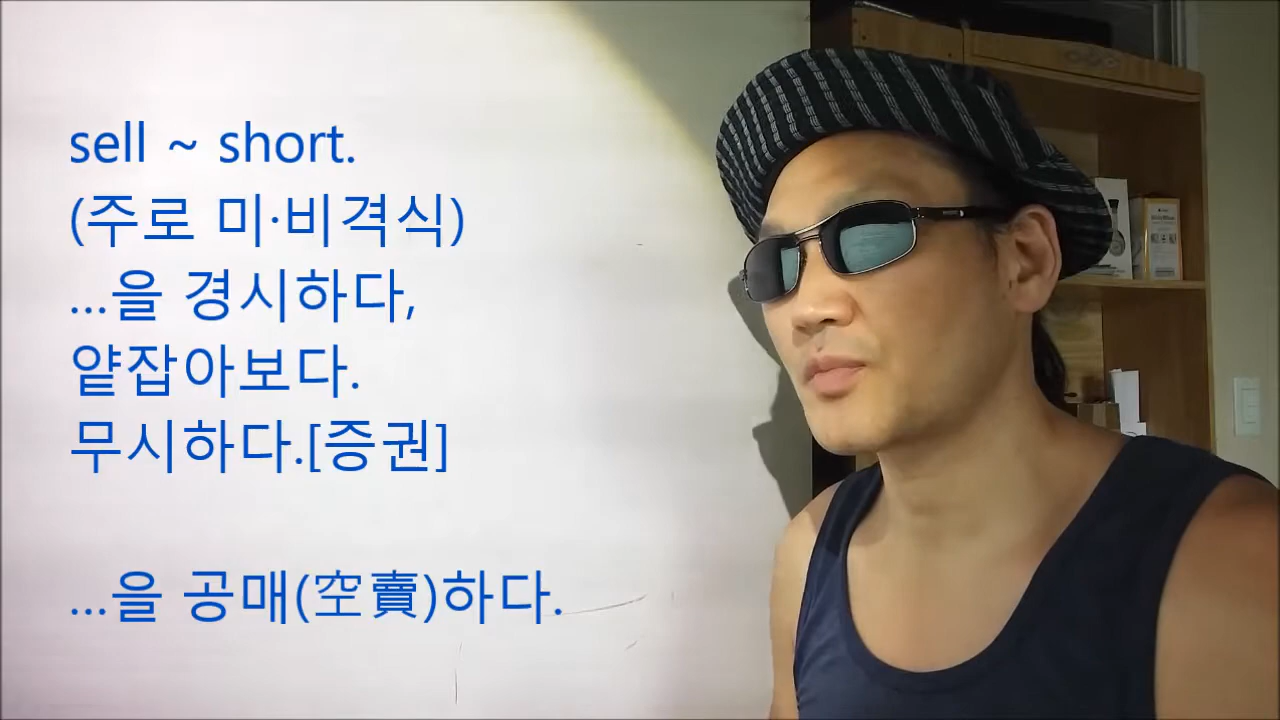 sell ~ short.
(주로 미·비격식)
...을 경시하다,
얕잡아보다.
무시하다.[증권]
...을 공매(空賣)하다.